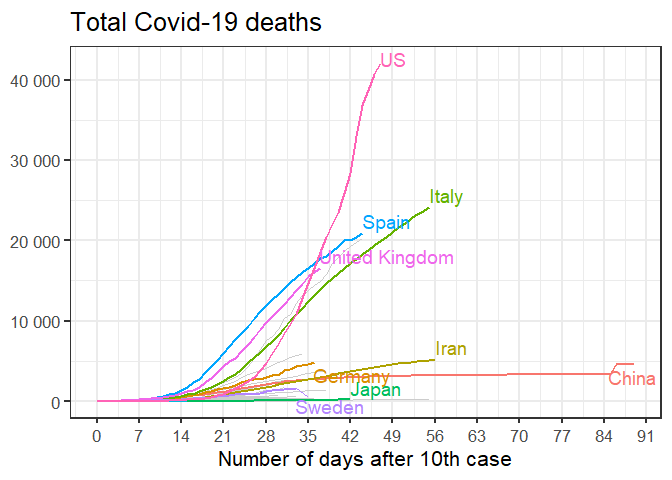 Total Covid-19 deaths
US
40 000
30 000
Italy
Spain
20 000
United Kingdom
10 000
Iran
Germany
China
Japan
0
Sweden
0 7 14 21 28 35 42 49 56 63 70 77 84 91
Number of days after 10th case